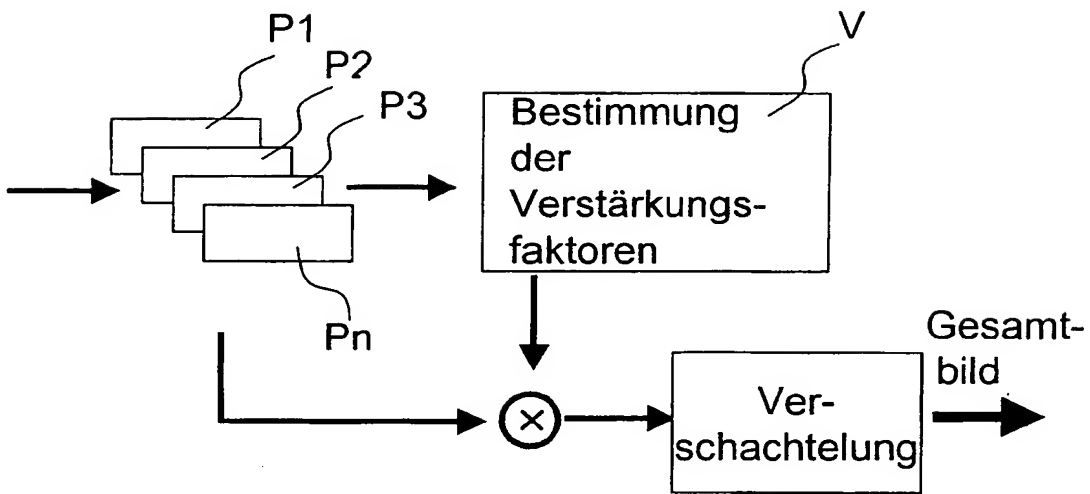 P1
P2
P3
Pn
V
Bestimmung
der
Verstärkungs-
faktoren
×
Ver-
schachtelung
Gesamt-
bild